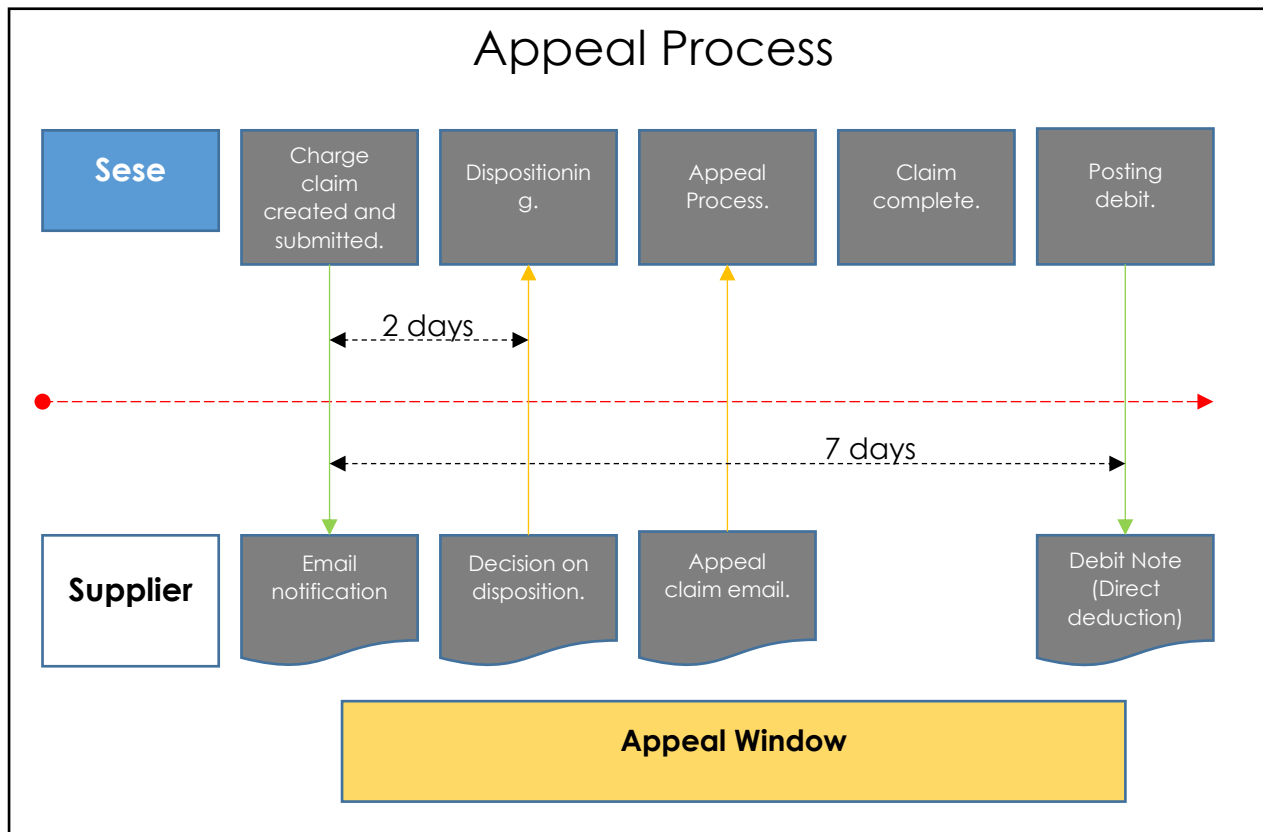 Appeal Process
Sese
Charge
claim
created and
submitted.
Dispositionin
g.
Appeal
Process.
Claim
complete.
Posting
debit.
2 days
7 days
Supplier
Email
notification
Decision on
disposition.
Appeal
claim email.
Debit Note
(Direct
deduction)
Appeal Window